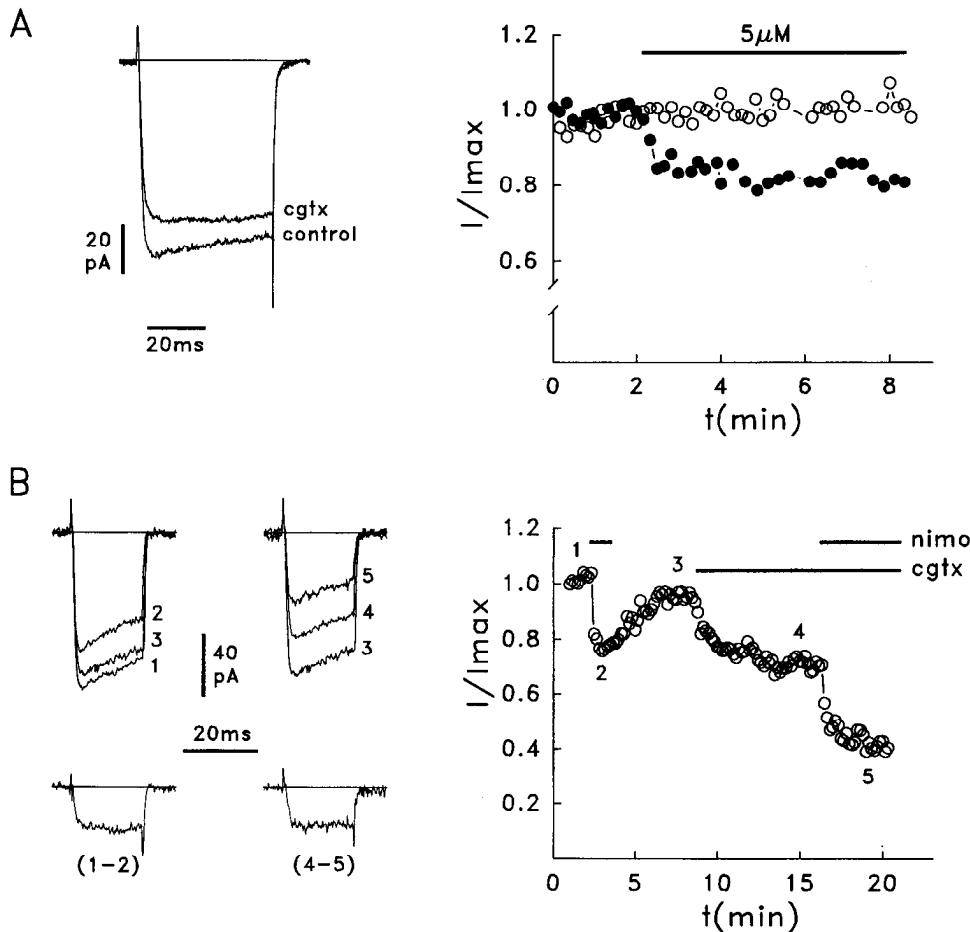 A
cgtx
control
20
pA
20ms
5μM
1.2
1.0
0.8
0.6
I/Imax
0 2 4 6 8
t(min)
B
2
3
1
5
4
3
40
pA
20ms
(1-2)
(4-5)
1.2
1.0
0.8
0.6
0.4
0.2
I/Imax
1
2
3
4
5
nimo
cgtx
0 5 10 15 20
t(min)